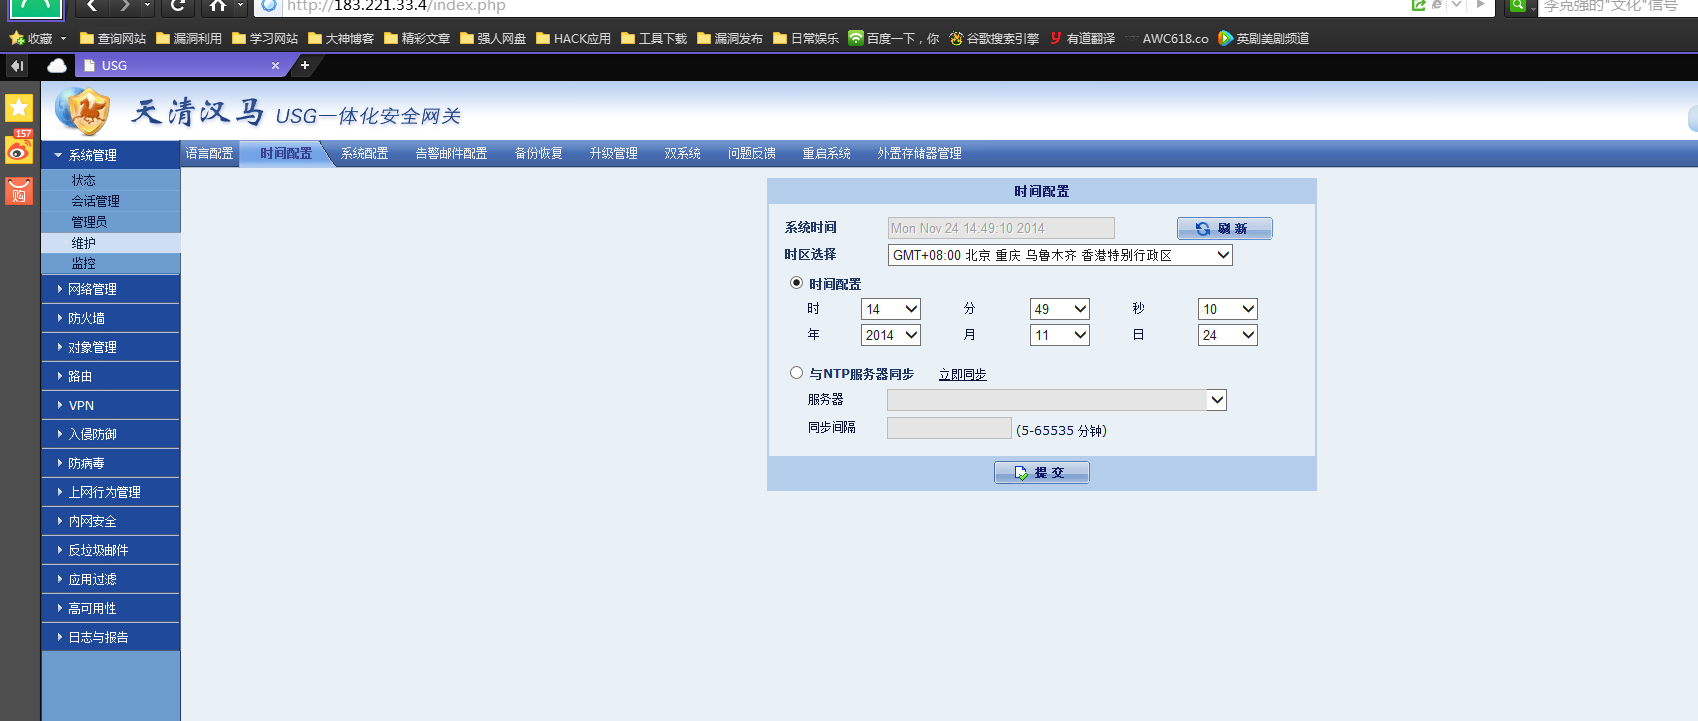 http://183.221.33.4/index.php
李克强的"文化"信号
收藏 查询网站 漏洞利用 学习网站 大神博客 精彩文章 强人网盘 HACK应用 工具下载 漏洞发布 日常娱乐 百度一下，你 谷歌搜索引擎 有道翻译 AWC618.co 英剧美剧频道
USG
157
购
天清汉马 USG一体化安全网关
语言配置 时间配置 系统配置 告警邮件配置 备份恢复 升级管理 双系统 问题反馈 重启系统 外置存储器管理
系统管理
状态
会话管理
管理员
维护
监控
网络管理
防火墙
对象管理
路由
VPN
入侵防御
防病毒
上网行为管理
内网安全
反垃圾邮件
应用过滤
高可用性
日志与报告
时间配置
系统时间 Mon Nov 24 14:49:10 2014 刷 新
时区选择 GMT+08:00 北京 重庆 乌鲁木齐 香港特别行政区
时间配置
时 14 分 49 秒 10
年 2014 月 11 日 24
与NTP服务器同步 立即同步
服务器
同步间隔 (5-65535 分钟)
提 交